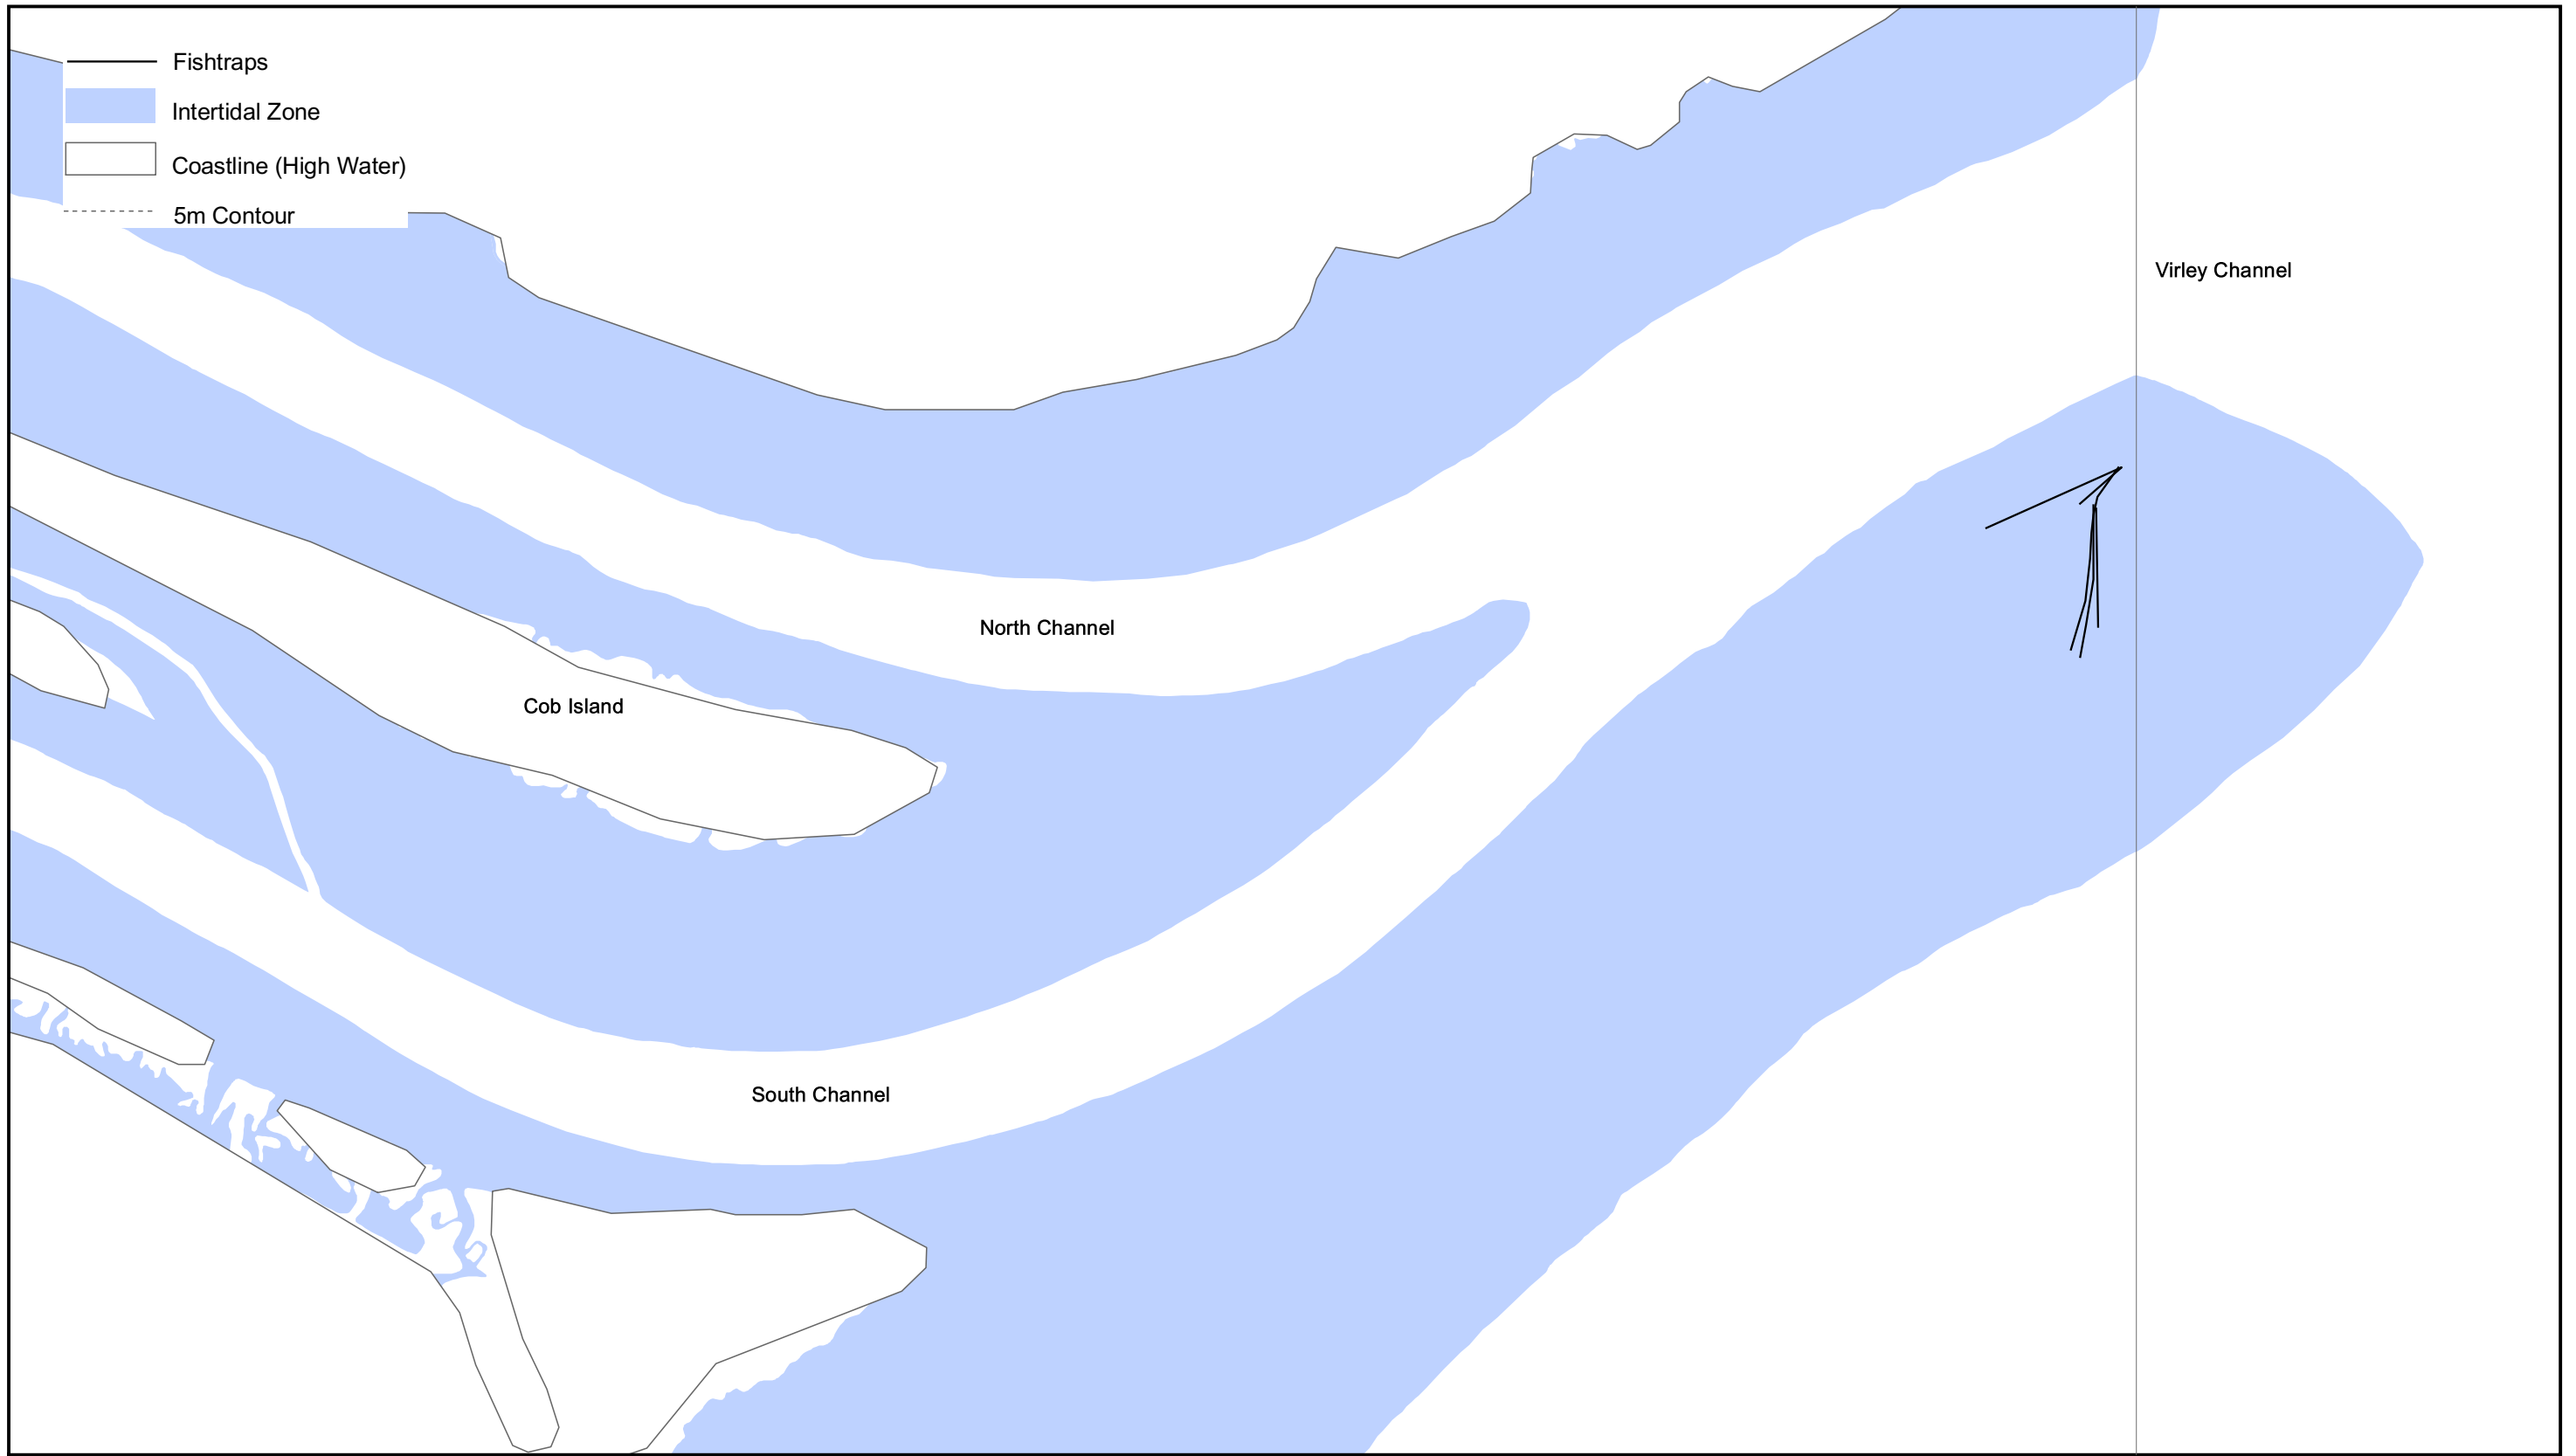 Fishtraps
Intertidal Zone
Coastline (High Water)
5m Contour
Virley Channel
North Channel
Cob Island
South Channel